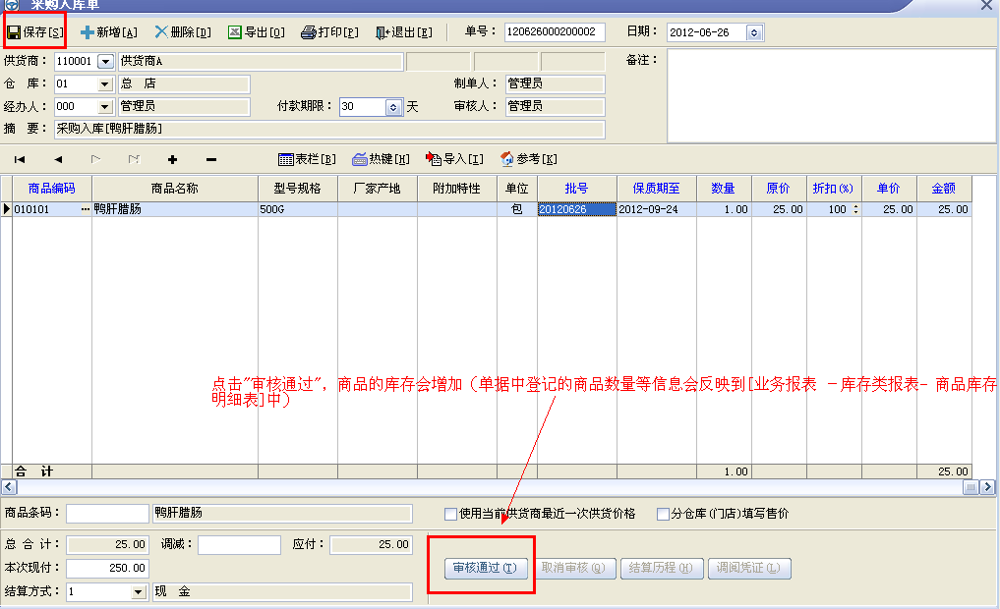 采购入库单
保存[S] 新增[A] 删除[D] 导出[O] 打印[P] 退出[E] 单号： 120626000200002 日期： 2012-06-26
供货商： 110001 供货商A 备注：
仓 库： 01 总 店 制单人： 管理员
经办人： 000 管理员 付款期限： 30 天 审核人： 管理员
摘 要： 采购入库[鸭肝腊肠]
表栏[B] 热键[H] 导入[I] 参考[K]
商品编码 商品名称 型号规格 厂家产地 附加特性 单位 批号 保质期至 数量 原价 折扣(%) 单价 金额
010101 鸭肝腊肠 500G 包 20120626 2012-09-24 1.00 25.00 100 25.00 25.00
点击"审核通过"，商品的库存会增加（单据中登记的商品数量等信息会反映到[业务报表 －库存类报表- 商品库存
明细表]中）
合 计 1.00 25.00
商品条码： 鸭肝腊肠 使用当前供货商最近一次供货价格 分仓库(门店)填写售价
总 合 计： 25.00 调减： 应付： 25.00
本次现付： 250.00 审核通过(T) 取消审核(Q) 结算历程(H) 调阅凭证(L)
结算方式： 1 现 金